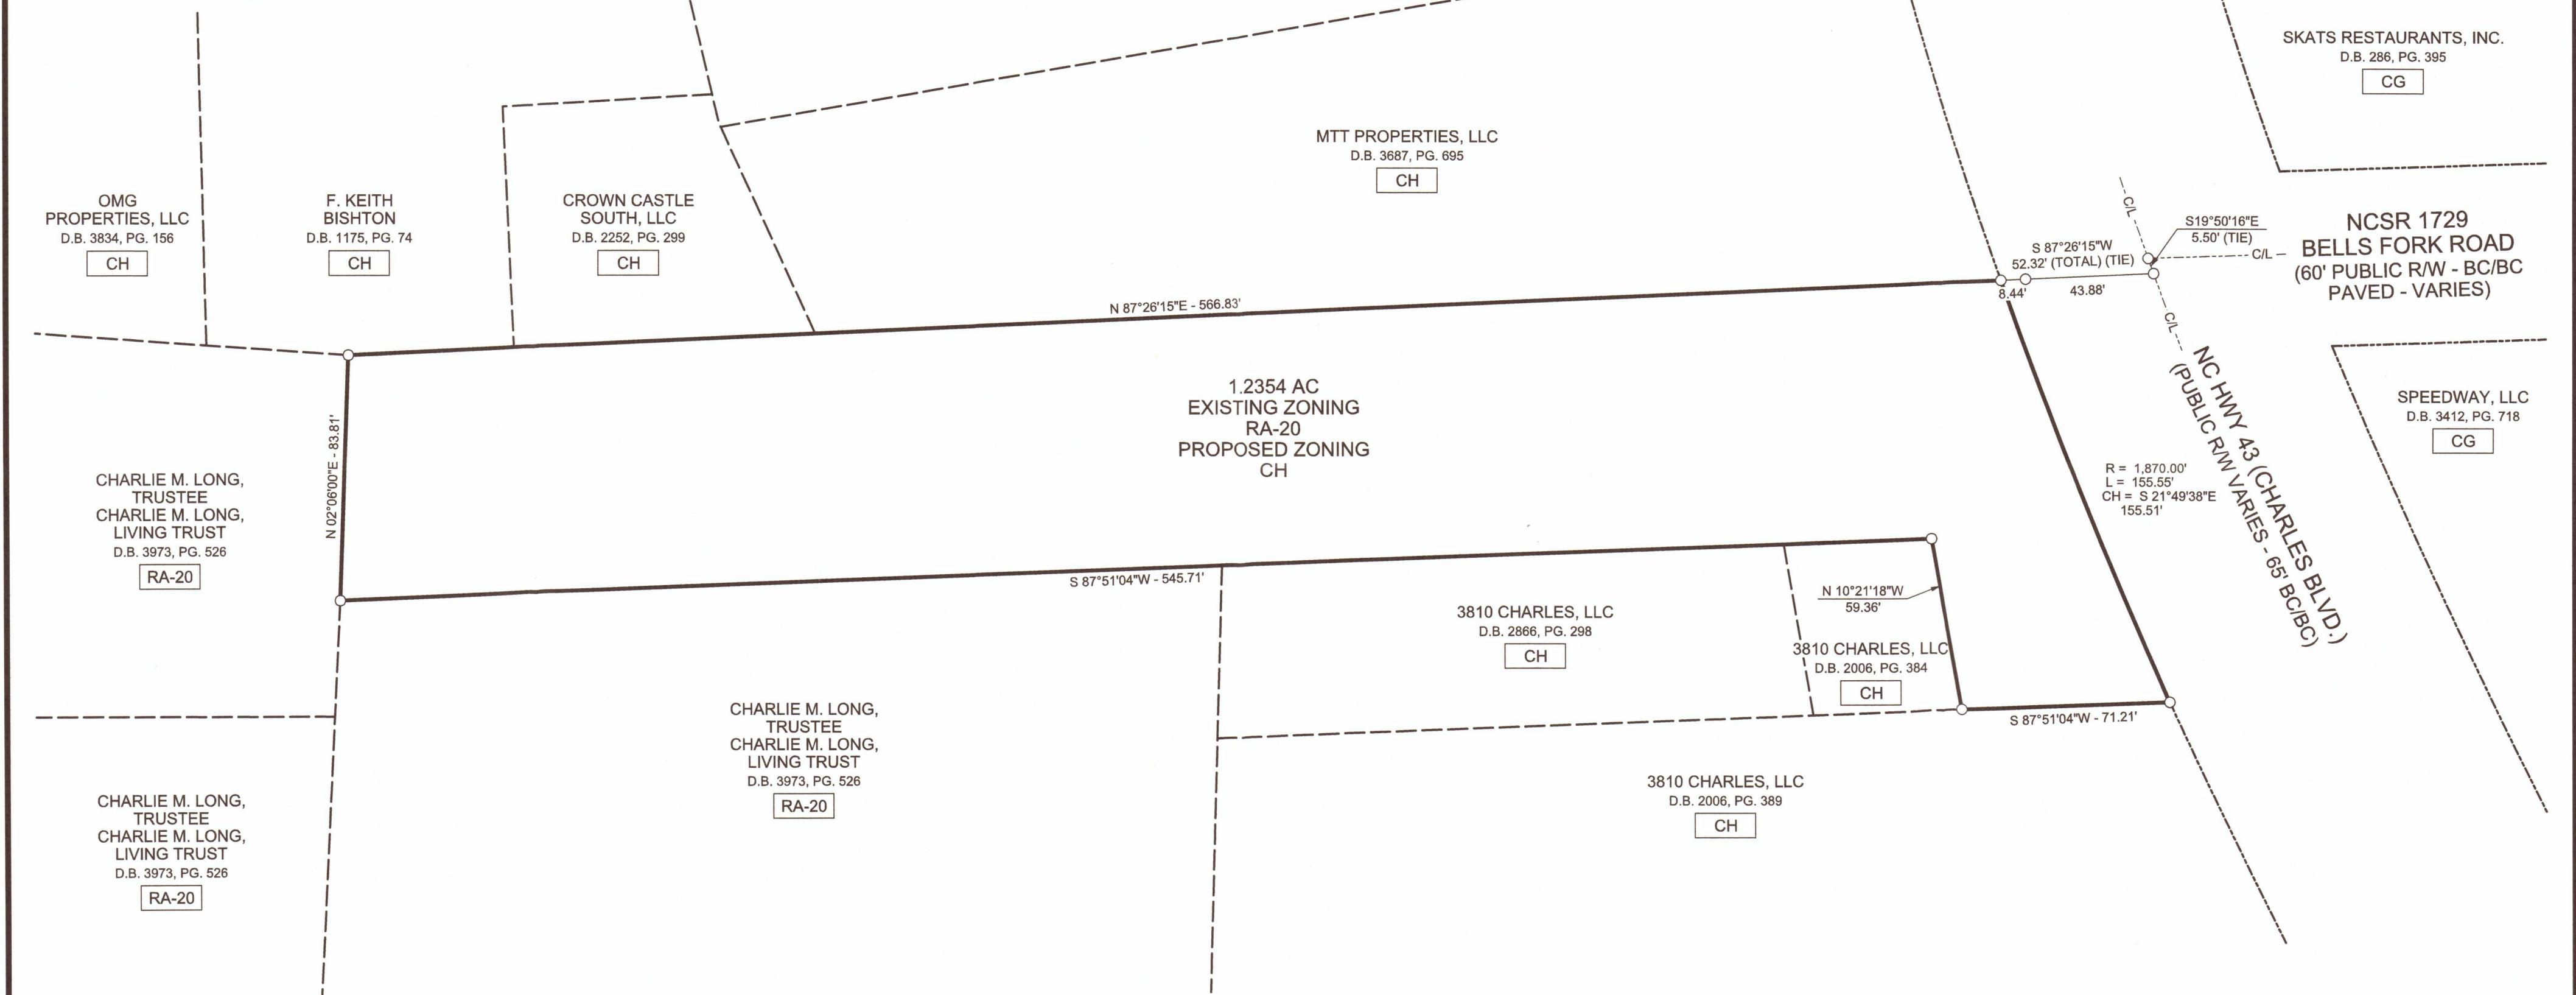 SKATS RESTAURANTS, INC.
D.B. 286, PG. 395
CG
MTT PROPERTIES, LLC
D.B. 3687, PG. 695
CH
OMG
PROPERTIES, LLC
D.B. 3834, PG. 156
CH
F. KEITH
BISHTON
D.B. 1175, PG. 74
CH
CROWN CASTLE
SOUTH, LLC
D.B. 2252, PG. 299
CH
C/L
S19°50'16"E
5.50' (TIE)
C/L
S 87°26'15"W
52.32' (TOTAL) (TIE)
8.44'
43.88'
C/L
NCSR 1729
BELLS FORK ROAD
(60' PUBLIC R/W - BC/BC
PAVED - VARIES)
N 87°26'15"E - 566.83'
N 02°06'00"E - 83.81'
1.2354 AC
EXISTING ZONING
RA-20
PROPOSED ZONING
CH
NC HWY 43 (CHARLES BLVD.)
(PUBLIC R/W VARIES - 65' BC/BC)
SPEEDWAY, LLC
D.B. 3412, PG. 718
CG
R = 1,870.00'
L = 155.55'
CH = S 21°49'38"E
155.51'
CHARLIE M. LONG,
TRUSTEE
CHARLIE M. LONG,
LIVING TRUST
D.B. 3973, PG. 526
RA-20
S 87°51'04"W - 545.71'
3810 CHARLES, LLC
D.B. 2866, PG. 298
CH
N 10°21'18"W
59.36'
3810 CHARLES, LLC
D.B. 2006, PG. 384
CH
S 87°51'04"W - 71.21'
CHARLIE M. LONG,
TRUSTEE
CHARLIE M. LONG,
LIVING TRUST
D.B. 3973, PG. 526
RA-20
3810 CHARLES, LLC
D.B. 2006, PG. 389
CH
CHARLIE M. LONG,
TRUSTEE
CHARLIE M. LONG,
LIVING TRUST
D.B. 3973, PG. 526
RA-20